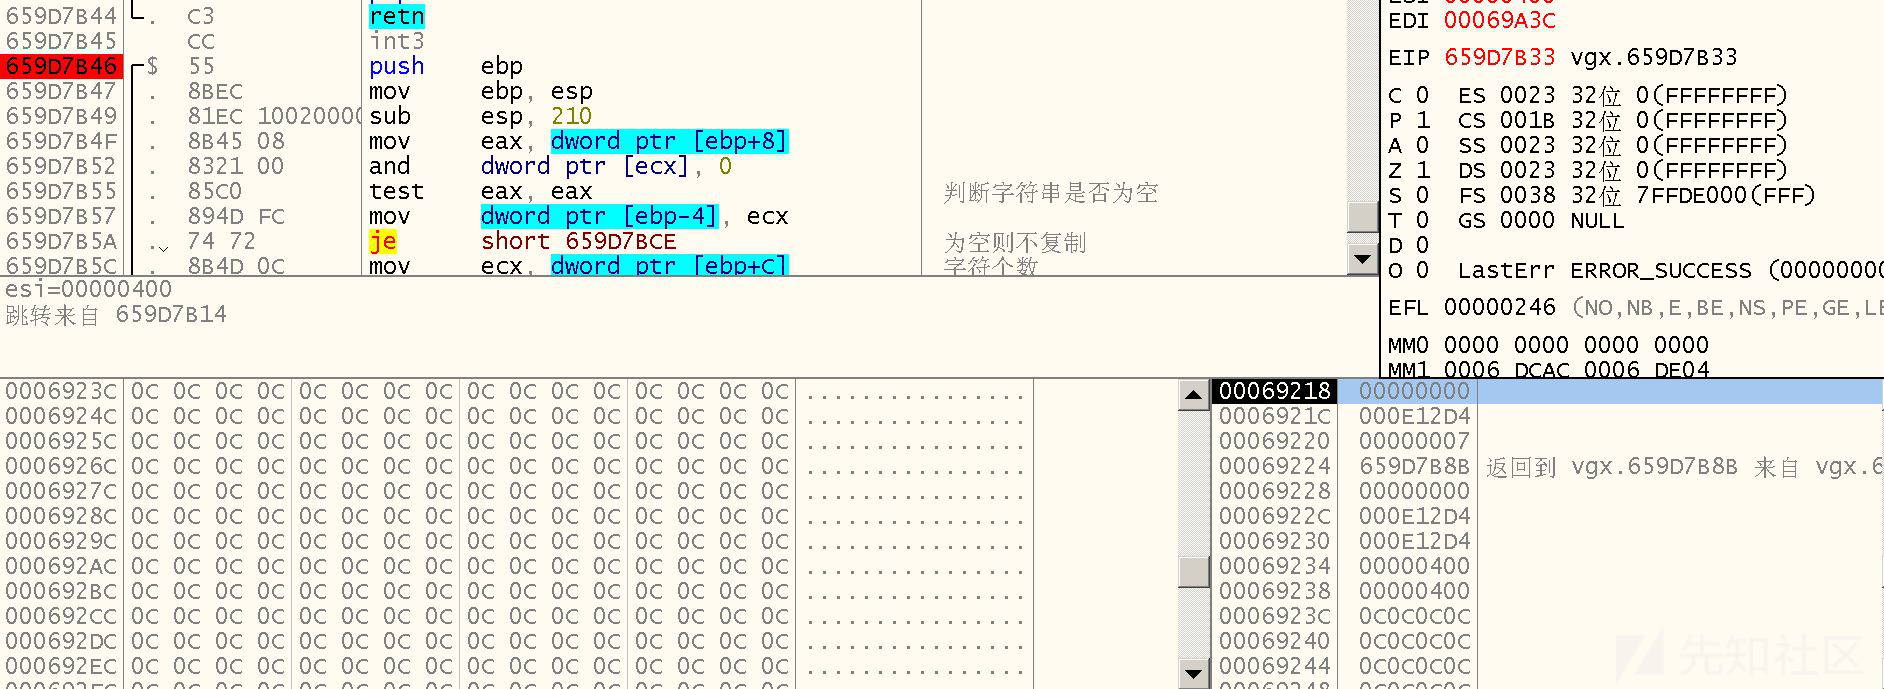 659D7B44 . C3 retn
659D7B45 CC int3
659D7B46 $ 55 push ebp
659D7B47 . 8BEC mov ebp, esp
659D7B49 . 81EC 10020000 sub esp, 210
659D7B4F . 8B45 08 mov eax, dword ptr [ebp+8]
659D7B52 . 8321 00 and dword ptr [ecx], 0
659D7B55 . 85C0 test eax, eax 判断字符串是否为空
659D7B57 . 894D FC mov dword ptr [ebp-4], ecx
659D7B5A . 74 72 je short 659D7BCE 为空则不复制
659D7B5C . 8B4D 0C mov ecx, dword ptr [ebp+C] 字符个数
esi=00000400
跳转来自 659D7B14
EDI 00069A3C
EIP 659D7B33 vgx.659D7B33
C 0 ES 0023 32位 0(FFFFFFFF)
P 1 CS 001B 32位 0(FFFFFFFF)
A 0 SS 0023 32位 0(FFFFFFFF)
Z 1 DS 0023 32位 0(FFFFFFFF)
S 0 FS 0038 32位 7FFDE000(FFF)
T 0 GS 0000 NULL
D 0
O 0 LastErr ERROR_SUCCESS (00000000
EFL 00000246 (NO,NB,E,BE,NS,PE,GE,LE
MM0 0000 0000 0000 0000
MM1 0006 DCAC 0006 DE04
0006923C 0C 0C 0C 0C 0C 0C 0C 0C 0C 0C 0C 0C 0C 0C 0C 0C ................
0006924C 0C 0C 0C 0C 0C 0C 0C 0C 0C 0C 0C 0C 0C 0C 0C 0C ................
0006925C 0C 0C 0C 0C 0C 0C 0C 0C 0C 0C 0C 0C 0C 0C 0C 0C ................
0006926C 0C 0C 0C 0C 0C 0C 0C 0C 0C 0C 0C 0C 0C 0C 0C 0C ................
0006927C 0C 0C 0C 0C 0C 0C 0C 0C 0C 0C 0C 0C 0C 0C 0C 0C ................
0006928C 0C 0C 0C 0C 0C 0C 0C 0C 0C 0C 0C 0C 0C 0C 0C 0C ................
0006929C 0C 0C 0C 0C 0C 0C 0C 0C 0C 0C 0C 0C 0C 0C 0C 0C ................
000692AC 0C 0C 0C 0C 0C 0C 0C 0C 0C 0C 0C 0C 0C 0C 0C 0C ................
000692BC 0C 0C 0C 0C 0C 0C 0C 0C 0C 0C 0C 0C 0C 0C 0C 0C ................
000692CC 0C 0C 0C 0C 0C 0C 0C 0C 0C 0C 0C 0C 0C 0C 0C 0C ................
000692DC 0C 0C 0C 0C 0C 0C 0C 0C 0C 0C 0C 0C 0C 0C 0C 0C ................
000692EC 0C 0C 0C 0C 0C 0C 0C 0C 0C 0C 0C 0C 0C 0C 0C 0C ................
00069218 00000000
0006921C 000E12D4
00069220 00000007
00069224 659D7B8B 返回到 vgx.659D7B8B 来自 vgx.6
00069228 00000000
0006922C 000E12D4
00069230 000E12D4
00069234 00000400
00069238 00000400
0006923C 0C0C0C0C
00069240 0C0C0C0C
00069244 0C0C0C0C
先知社区